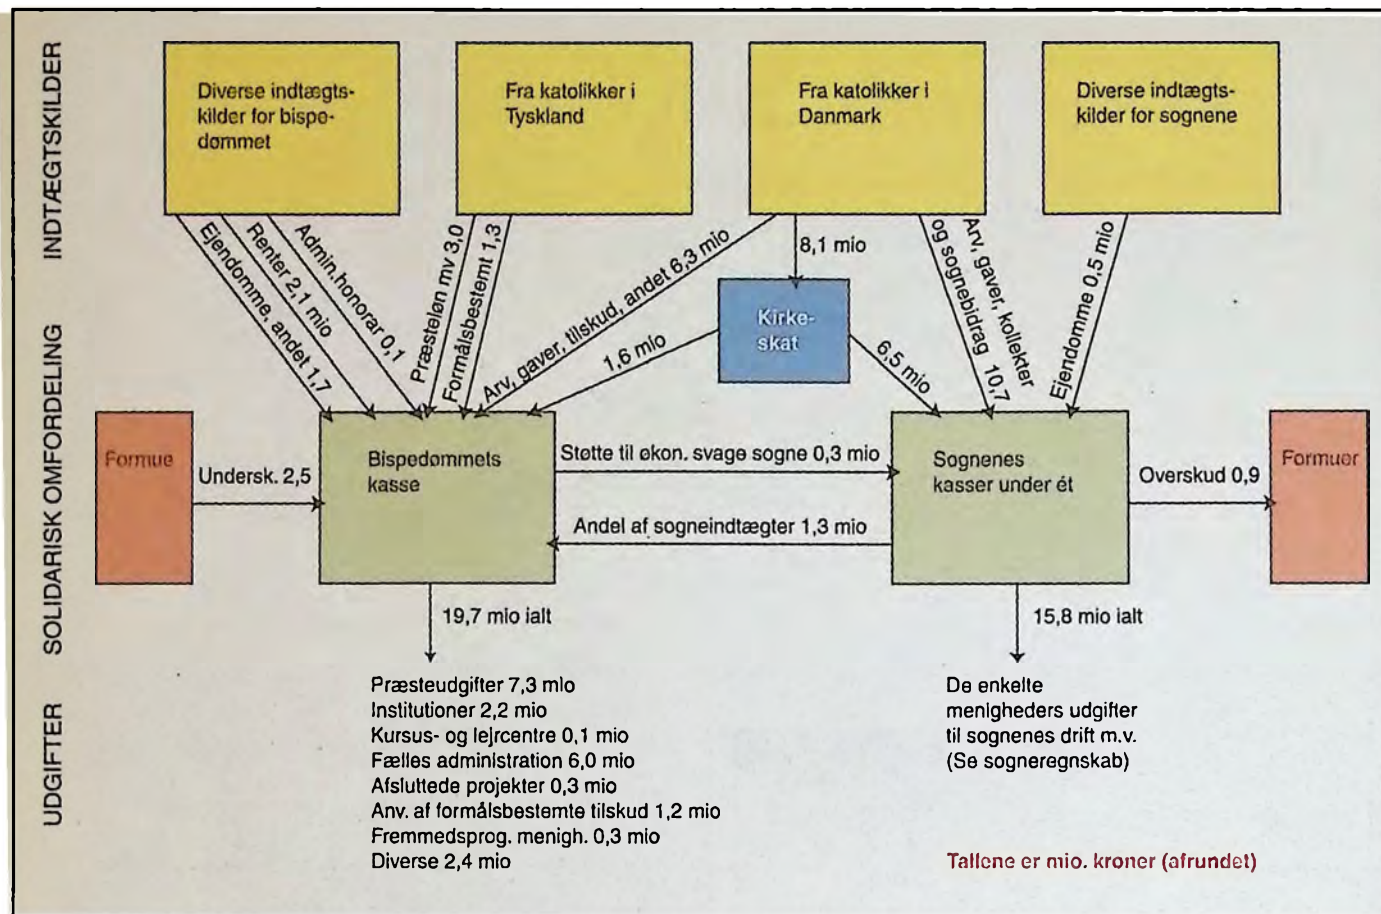 INDTÆGTSKILDER
Diverse indtægts-
kilder for bispe-
dømmet
Fra katolikker i
Tyskland
Fra katolikker i
Danmark
Diverse indtægts-
kilder for sognene
Ejendomme, andet 1,7
Renter 2,1 mio
Admin.honorar 0,1
Præsteløn mv 3,0
Formålsbestemt 1,3
Arv, gaver, tilskud, andet 6,3 mio
8,1 mio
Arv, gaver, kollekter
og sognebidrag 10,7
Ejendomme 0,5 mio
Kirke-
skat
1,6 mio
6,5 mio
SOLIDARISK OMFORDELING
Formue
Undersk. 2,5
Bispedømmets
kasse
Støtte til økon. svage sogne 0,3 mio
Andel af sogneindtægter 1,3 mio
Sognenes
kasser under ét
Overskud 0,9
Formuer
19,7 mio ialt
15,8 mio ialt
UDGIFTER
Præsteudgifter 7,3 mio
Institutioner 2,2 mio
Kursus- og lejrcentre 0,1 mio
Fælles administration 6,0 mio
Afsluttede projekter 0,3 mio
Anv. af formålsbestemte tilskud 1,2 mio
Fremmedsprog. menigh. 0,3 mio
Diverse 2,4 mio
De enkelte
menigheders udgifter
til sognenes drift m.v.
(Se sogneregnskab)
Tallene er mio. kroner (afrundet)